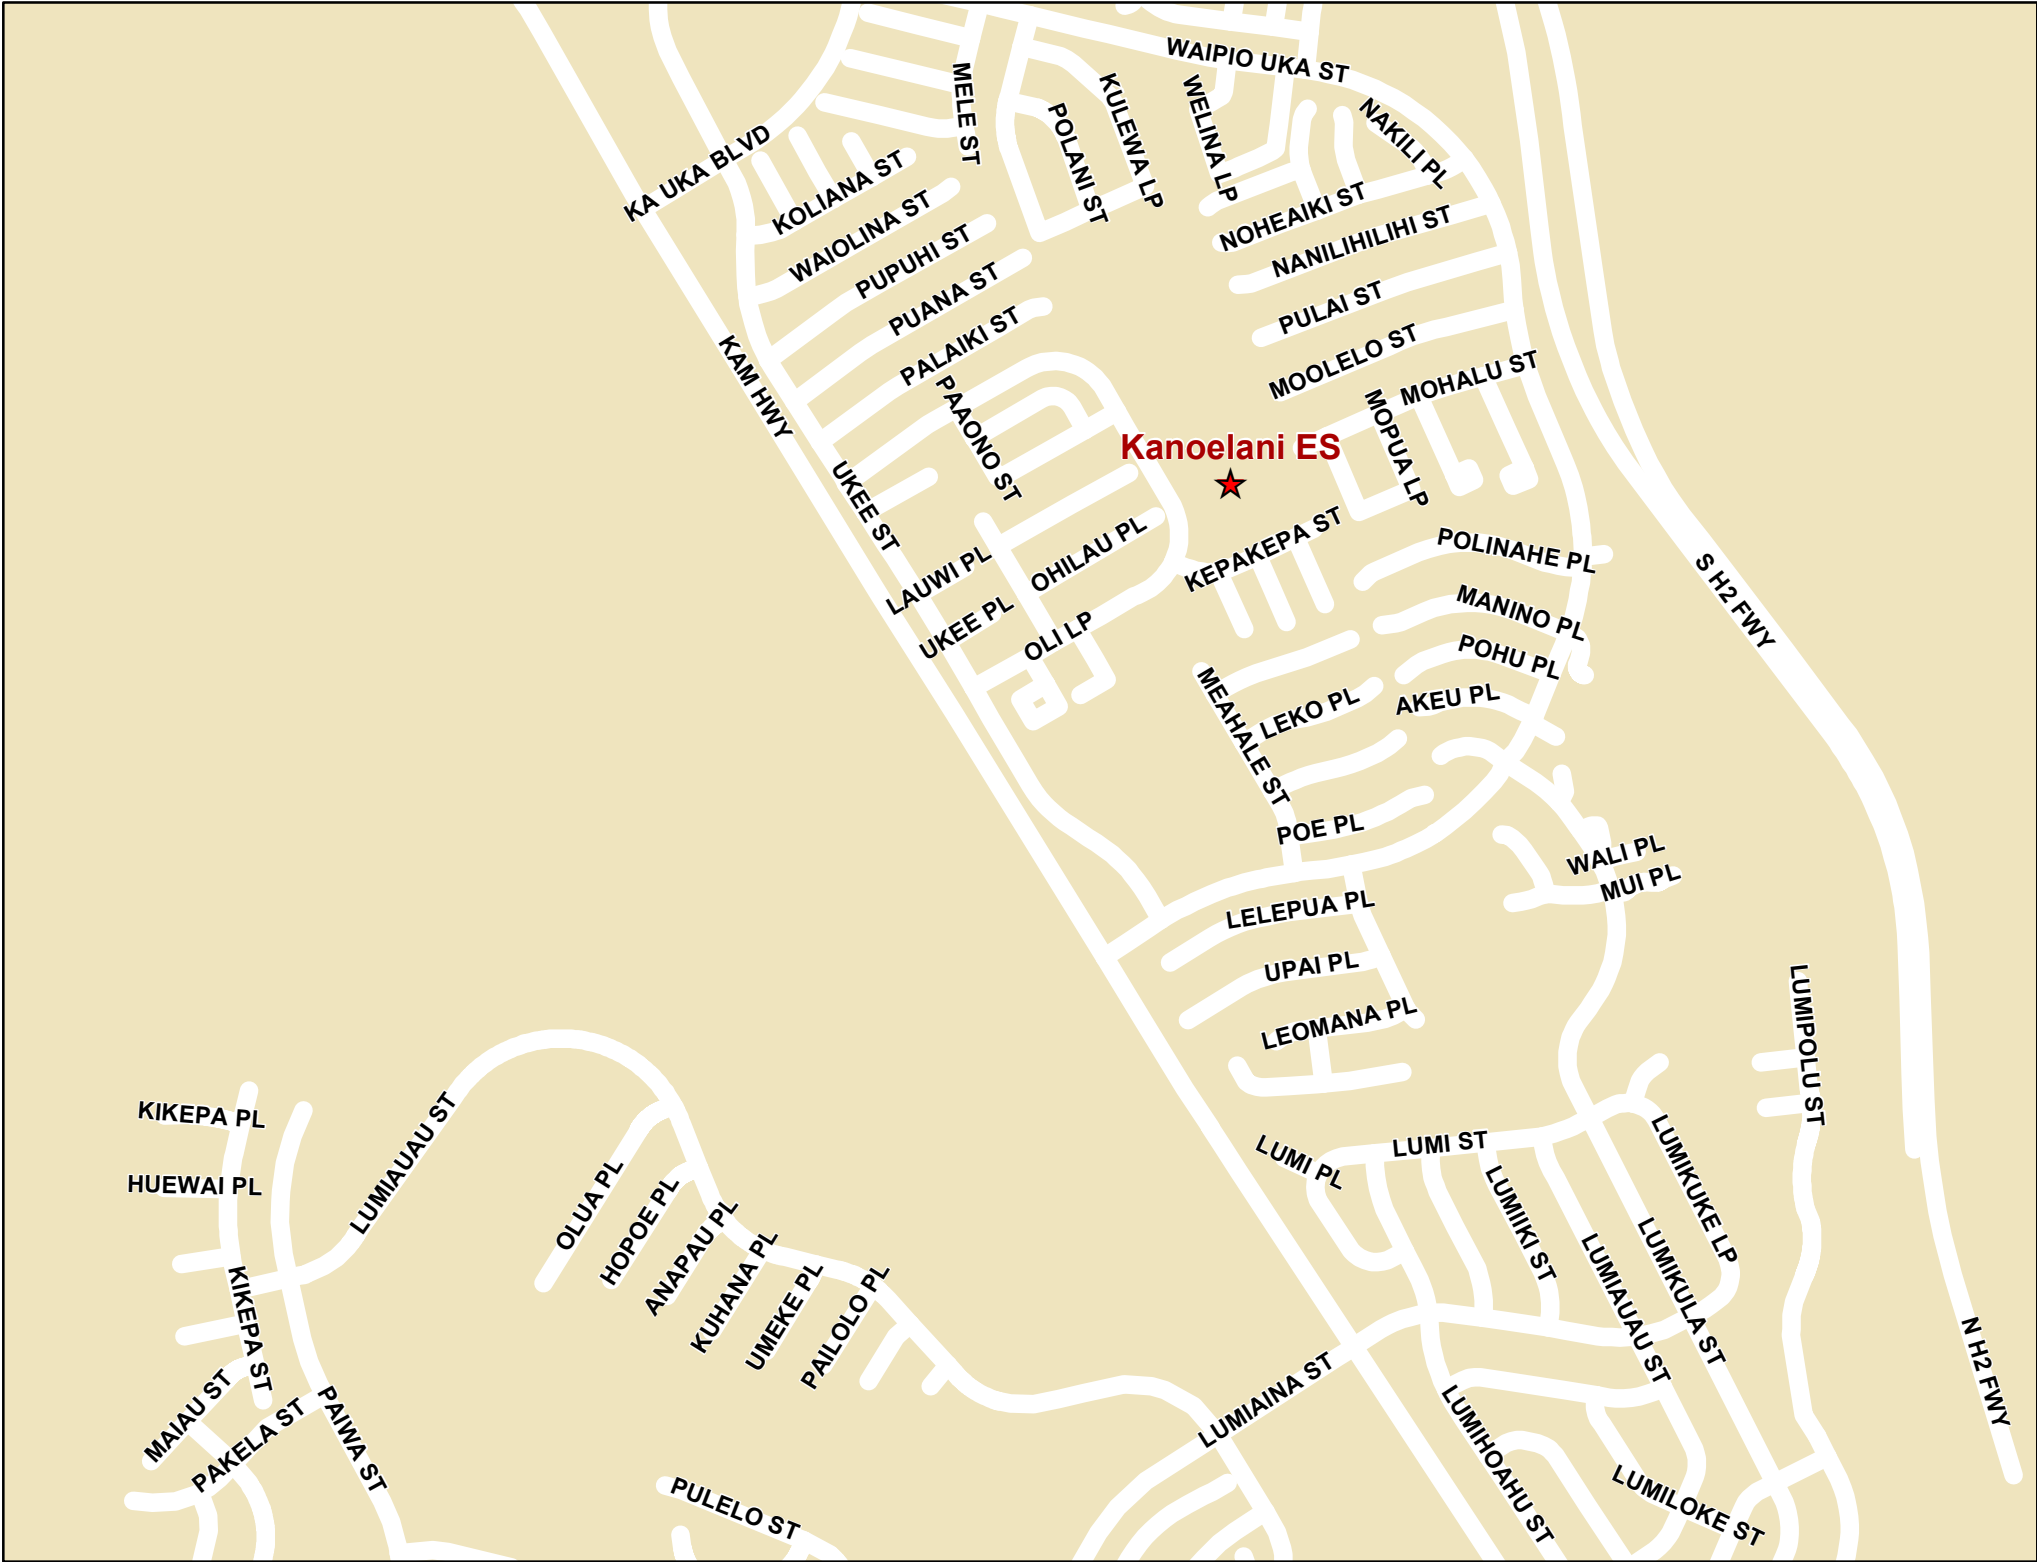 WAIPIO UKA ST
MELE ST
KULEWA LP
WELINA LP
NAKILI PL
POLANI ST
KA UKA BLVD
KOLIANA ST
WAIOLINA ST
NOHEAIKI ST
NANILIHILIHI ST
PUPUHI ST
PUANA ST
PULAI ST
PALAIKI ST
MOOLELO ST
KAM HWY
MOHALU ST
PAAONO ST
MOPUA LP
Kanoelani ES
UKEE ST
KEPAKEPA ST
POLINAHE PL
OHILAU PL
LAUWI PL
S H2 FWY
MANINO PL
UKEE PL
OLI LP
POHU PL
MEAHALE ST
LEKO PL
AKEU PL
POE PL
WALI PL
MUI PL
LELEPUA PL
UPAI PL
LEOMANA PL
LUMIPOLU ST
KIKEPA PL
LUMIAUAU ST
LUMI ST
LUMI PL
LUMIKUKE LP
HUEWAI PL
OLUA PL
HOPOE PL
ANAPAU PL
KUHANA PL
UMEKE PL
PAILOLO PL
LUMIIKI ST
LUMIAUAU ST
LUMIKULA ST
KIKEPA ST
N H2 FWY
MAIAU ST
PAKELA ST
PAIWA ST
LUMIAINA ST
LUMIHOAHU ST
LUMILOKE ST
PULELO ST